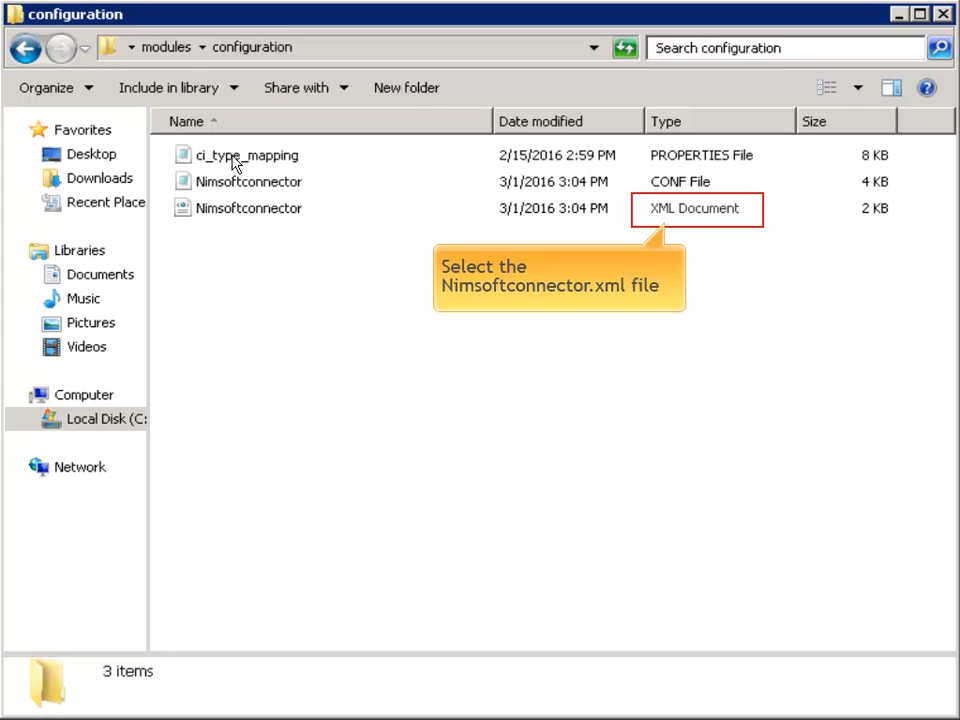 configuration
modules configuration
Search configuration
Organize Include in library Share with New folder
Name Date modified Type Size
ci_type_mapping 2/15/2016 2:59 PM PROPERTIES File 8 KB
Nimsoftconnector 3/1/2016 3:04 PM CONF File 4 KB
Nimsoftconnector 3/1/2016 3:04 PM XML Document 2 KB
Select the
Nimsoftconnector.xml file
Favorites
Desktop
Downloads
Recent Place
Libraries
Documents
Music
Pictures
Videos
Computer
Local Disk (C:
Network
3 items